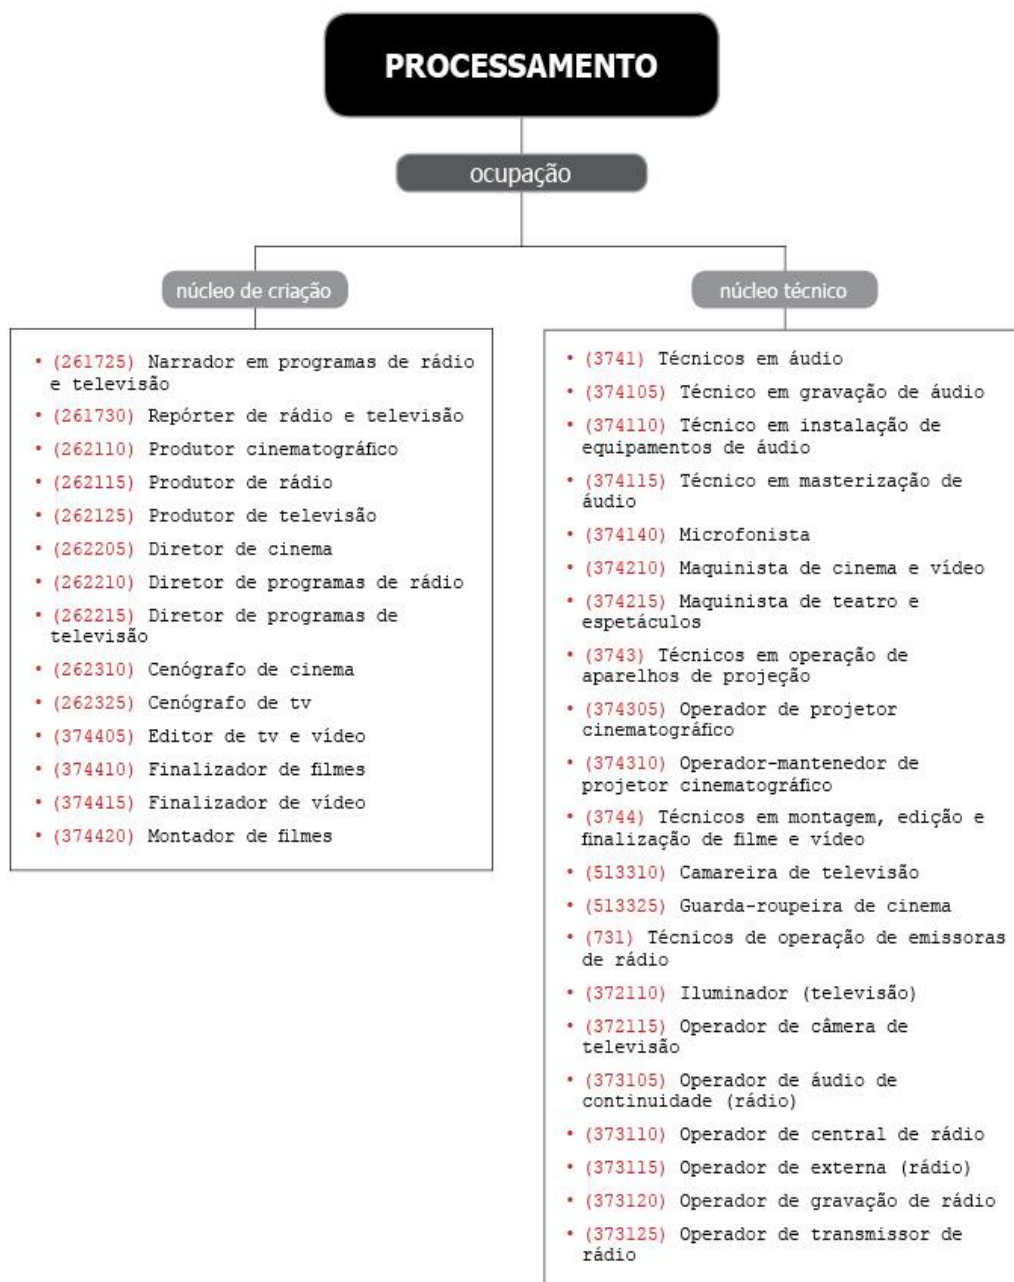 PROCESSAMENTO
ocupação
núcleo de criação
• (261725) Narrador em programas de rádio
e televisão
• (261730) Repórter de rádio e televisão
• (262110) Produtor cinematográfico
• (262115) Produtor de rádio
• (262125) Produtor de televisão
• (262205) Diretor de cinema
• (262210) Diretor de programas de rádio
• (262215) Diretor de programas de
televisão
• (262310) Cenógrafo de cinema
• (262325) Cenógrafo de tv
• (374405) Editor de tv e vídeo
• (374410) Finalizador de filmes
• (374415) Finalizador de vídeo
• (374420) Montador de filmes
núcleo técnico
• (3741) Técnicos em áudio
• (374105) Técnico em gravação de áudio
• (374110) Técnico em instalação de
equipamentos de áudio
• (374115) Técnico em masterização de
áudio
• (374140) Microfonista
• (374210) Maquinista de cinema e vídeo
• (374215) Maquinista de teatro e
espetáculos
• (3743) Técnicos em operação de
aparelhos de projeção
• (374305) Operador de projetor
cinematográfico
• (374310) Operador-mantenedor de
projetor cinematográfico
• (3744) Técnicos em montagem, edição e
finalização de filme e vídeo
• (513310) Camareira de televisão
• (513325) Guarda-roupeira de cinema
• (731) Técnicos de operação de emissoras
de rádio
• (372110) Iluminador (televisão)
• (372115) Operador de câmera de
televisão
• (373105) Operador de áudio de
continuidade (rádio)
• (373110) Operador de central de rádio
• (373115) Operador de externa (rádio)
• (373120) Operador de gravação de rádio
• (373125) Operador de transmissor de
rádio